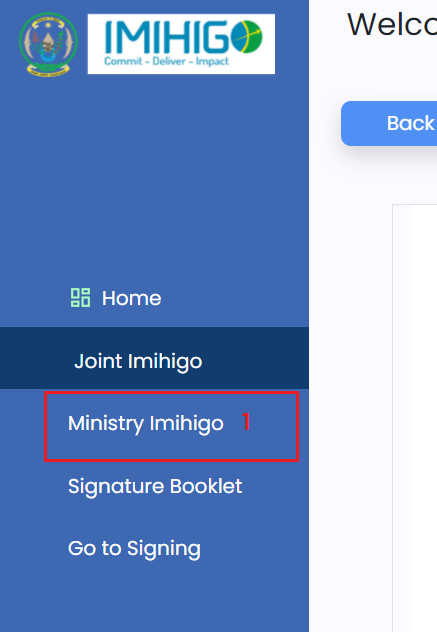 IMIHIGO
Commit - Deliver - Impact
Welco
Back
Home
Joint Imihigo
Ministry Imihigo 1
Signature Booklet
Go to Signing